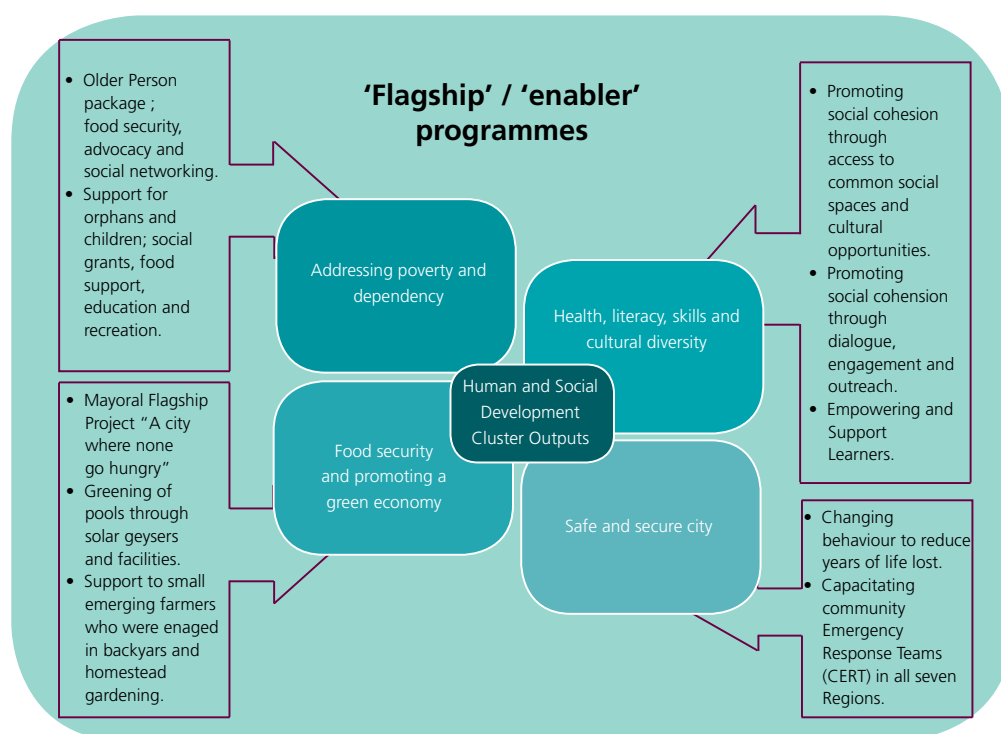 ‘Flagship’ / ‘enabler’
programmes
• Older Person
package ;
food security,
advocacy and
social networking.
• Support for
orphans and
children; social
grants, food
support,
education and
recreation.
Addressing poverty and
dependency
• Promoting
social cohesion
through
access to
common social
spaces and
cultural
opportunities.
• Promoting
social cohension
through
dialogue,
engagement and
outreach.
• Empowering and
Support
Learners.
Health, literacy, skills and
cultural diversity
Human and Social
Development
Cluster Outputs
• Mayoral Flagship
Project “A city
where none
go hungry”
• Greening of
pools through
solar geysers
and facilities.
• Support to small
emerging farmers
who were enaged
in backyars and
homestead
gardening.
Food security
and promoting a
green economy
Safe and secure city
• Changing
behaviour to reduce
years of life lost.
• Capacitating
community
Emergency
Response Teams
(CERT) in all seven
Regions.